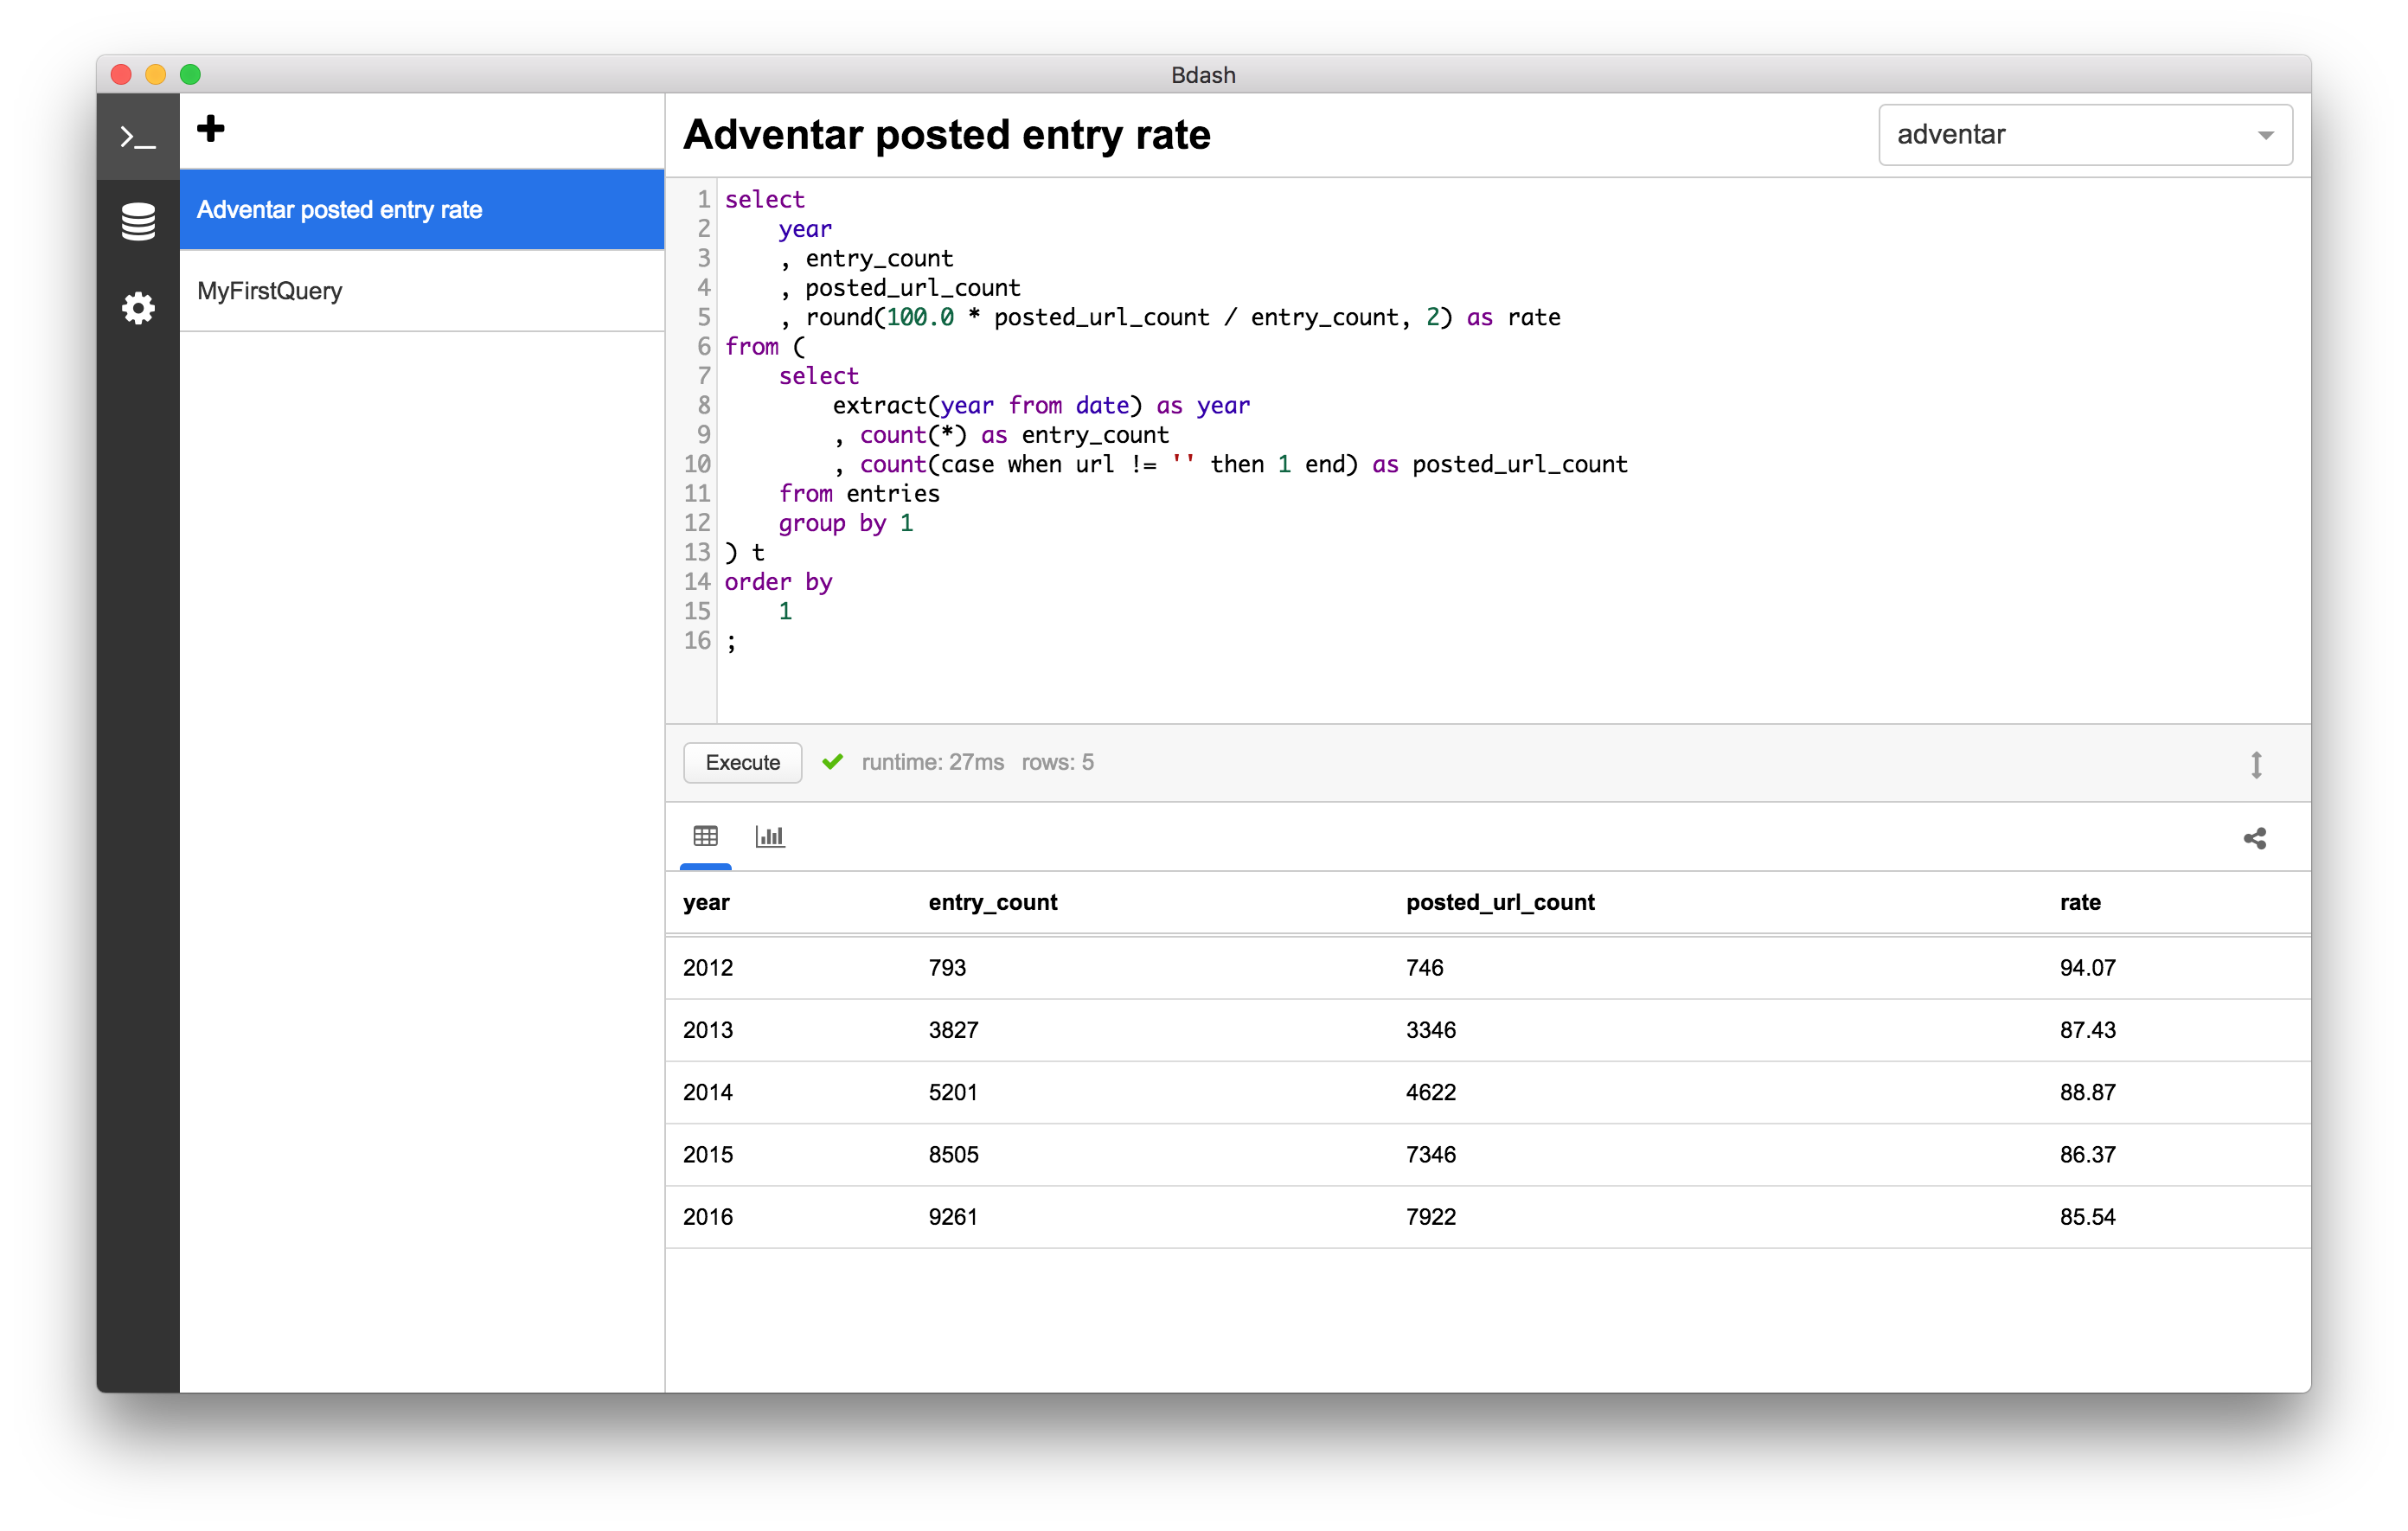 Bdash
Adventar posted entry rate
MyFirstQuery
Adventar posted entry rate
adventar
1 select
2     year
3     , entry_count
4     , posted_url_count
5     , round(100.0 * posted_url_count / entry_count, 2) as rate
6 from (
7     select
8         extract(year from date) as year
9         , count(*) as entry_count
10         , count(case when url != '' then 1 end) as posted_url_count
11     from entries
12     group by 1
13 ) t
14 order by
15     1
16 ;
Execute runtime: 27ms rows: 5
year entry_count posted_url_count rate
2012 793 746 94.07
2013 3827 3346 87.43
2014 5201 4622 88.87
2015 8505 7346 86.37
2016 9261 7922 85.54